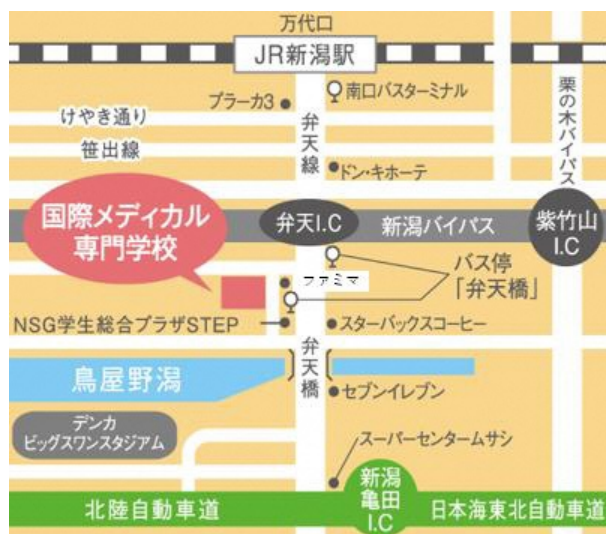 万代口
JR新潟駅
プラーカ3
南口バスターミナル
けやき通り
笹出線
弁天線
ドン・キホーテ
栗の木バイパス
国際メディカル
専門学校
弁天I.C
新潟バイパス
紫竹山
I.C
ファミマ
バス停
「弁天橋」
NSG学生総合プラザSTEP
スターバックスコーヒー
鳥屋野潟
弁天橋
セブンイレブン
デンカ
ビッグスワンスタジアム
スーパーセンタームサシ
北陸自動車道
新潟
亀田
I.C
日本海東北自動車道